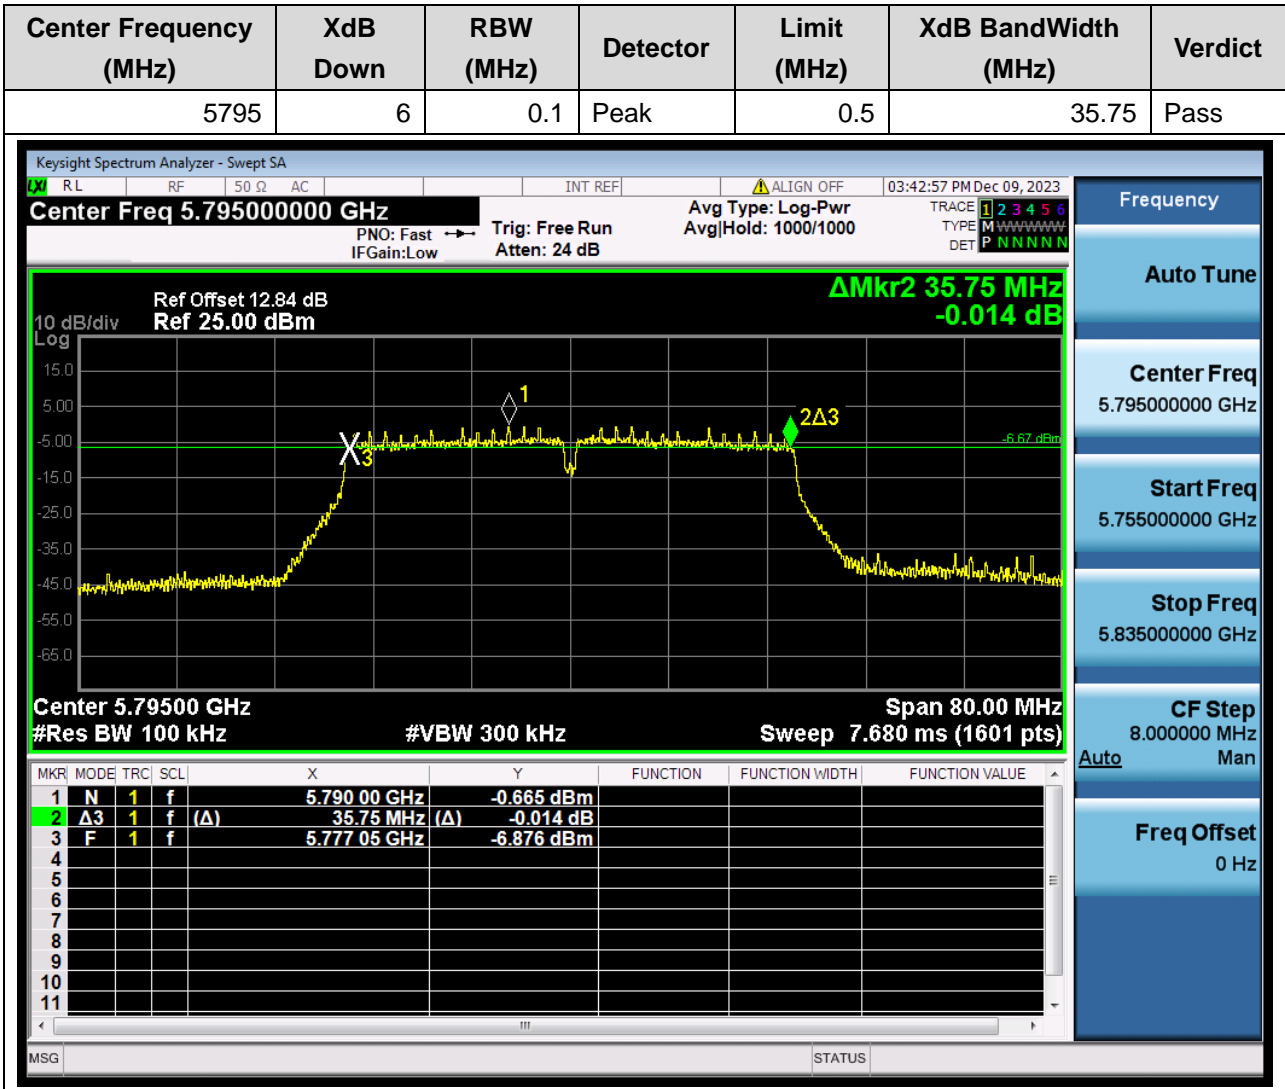 Center Frequency (MHz) XdB Down RBW (MHz) Detector Limit (MHz) XdB BandWidth (MHz) Verdict
5795 6 0.1 Peak 0.5 35.75 Pass
Keysight Spectrum Analyzer - Swept SA
LXI RL RF 50 Ω AC INT REF ALIGN OFF 03:42:57 PM Dec 09, 2023
Center Freq 5.795000000 GHz
PNO: Fast
IFGain:Low
Trig: Free Run
Atten: 24 dB
Avg Type: Log-Pwr
Avg|Hold: 1000/1000
TRACE 1 2 3 4 5 6
TYPE M WWWWW
DET P N N N N N
ΔMkr2 35.75 MHz
-0.014 dB
Ref Offset 12.84 dB
10 dB/div Ref 25.00 dBm
Log
15.0
5.00
-5.00
-15.0
-25.0
-35.0
-45.0
-55.0
-65.0
1
2Δ3
3
-6.67 dBm
Center 5.79500 GHz Span 80.00 MHz
#Res BW 100 kHz #VBW 300 kHz Sweep 7.680 ms (1601 pts)
MKR MODE TRC SCL X Y FUNCTION FUNCTION WIDTH FUNCTION VALUE
1 N 1 f 5.790 00 GHz -0.665 dBm
2 Δ3 1 f (Δ) 35.75 MHz (Δ) -0.014 dB
3 F 1 f 5.777 05 GHz -6.876 dBm
4
5
6
7
8
9
10
11
MSG STATUS
Frequency
Auto Tune
Center Freq
5.795000000 GHz
Start Freq
5.755000000 GHz
Stop Freq
5.835000000 GHz
CF Step
8.000000 MHz
Auto Man
Freq Offset
0 Hz